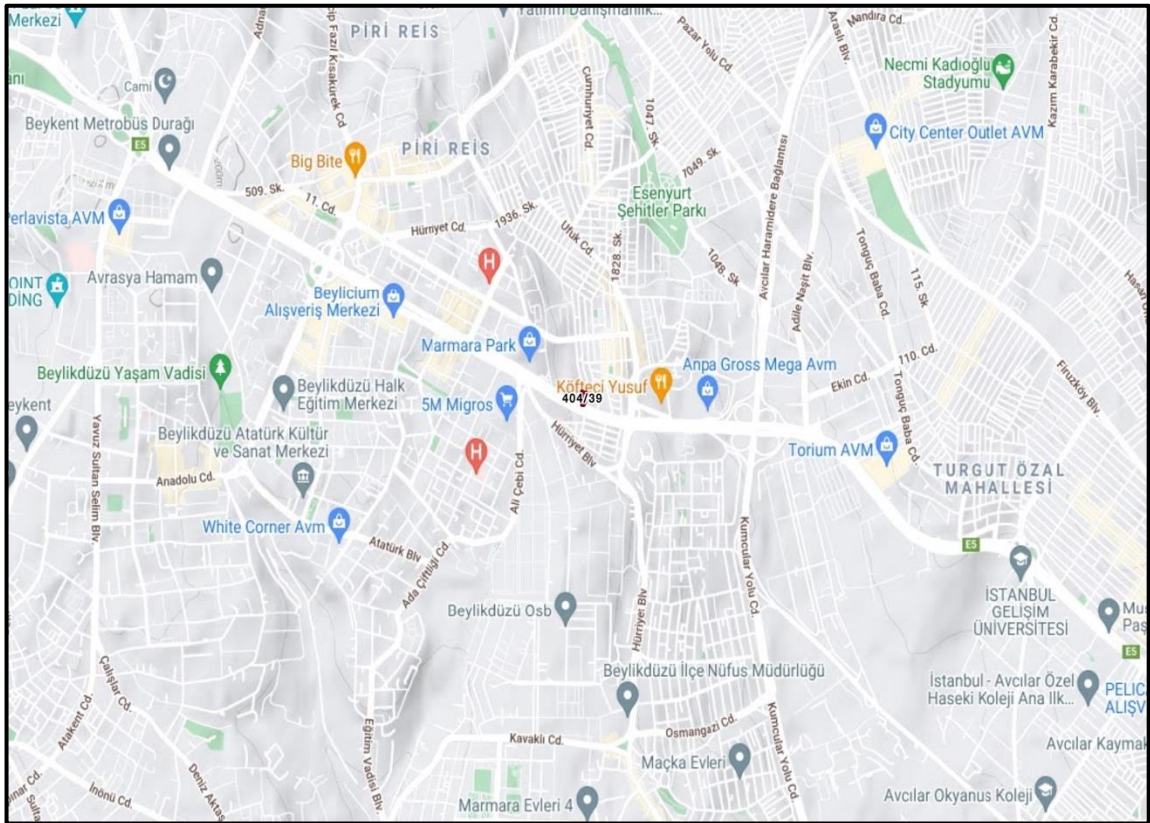 Merkezi
Yatırım Danışmanlık...
PİRİ REİS
Mandıra Cd.
Araslı Blv.
Pazar Yolu Cd.
Necmi Kadıoğlu
Stadyumu
Kazım Karabekir Cd.
Cami
Beykent Metrobüs Durağı
E5
Big Bite
PİRİ REİS
Cumhuriyet Cd.
1047. Sk
7049. Sk.
City Center Outlet AVM
509. Sk
11. Cd.
Hürriyet Cd.
1936. Sk
Ufuk Cd.
1828. Sk
Esenyurt
Şehitler Parkı
1048. Sk
Avcılar Haramidere Bağlantısı
Adile Naşit Blv.
Tonguç Baba Cd.
115. Sk
Perlavista AVM
Avrasya Hamam
H
Beylicium
Alışveriş Merkezi
Marmara Park
Anpa Gross Mega Avm
110. Cd.
Ekin Cd.
Firuzköy Blv.
Beylikdüzü Yaşam Vadisi
Beylikdüzü Halk
Eğitim Merkezi
5M Migros
Köfteci Yusuf
404/39
Tonguç Baba Cd.
Torium AVM
TURGUT ÖZAL
MAHALLESİ
Beylikdüzü Atatürk Kültür
ve Sanat Merkezi
H
Hürriyet Blv
Yavuz Sultan Selim Blv.
Anadolu Cd.
Ali Çebi Cd.
White Corner Avm
Atatürk Blv
Ada Çiftliği Cd.
Kumcular Yolu Cd.
E5
İSTANBUL
GELİŞİM
ÜNİVERSİTESİ
Beylikdüzü Osb
Hürriyet Blv
E5
Beylikdüzü İlçe Nüfus Müdürlüğü
İstanbul - Avcılar Özel
Haseki Koleji Ana Ilk...
Çalışlar Cd.
Atakent Cd.
Eğitim Vadisi Blv.
Kavaklı Cd.
Osmangazi Cd.
Maçka Evleri
Kumcular Yolu Cd.
İnönü Cd.
Marmara Evleri 4
Avcılar Okyanus Koleji